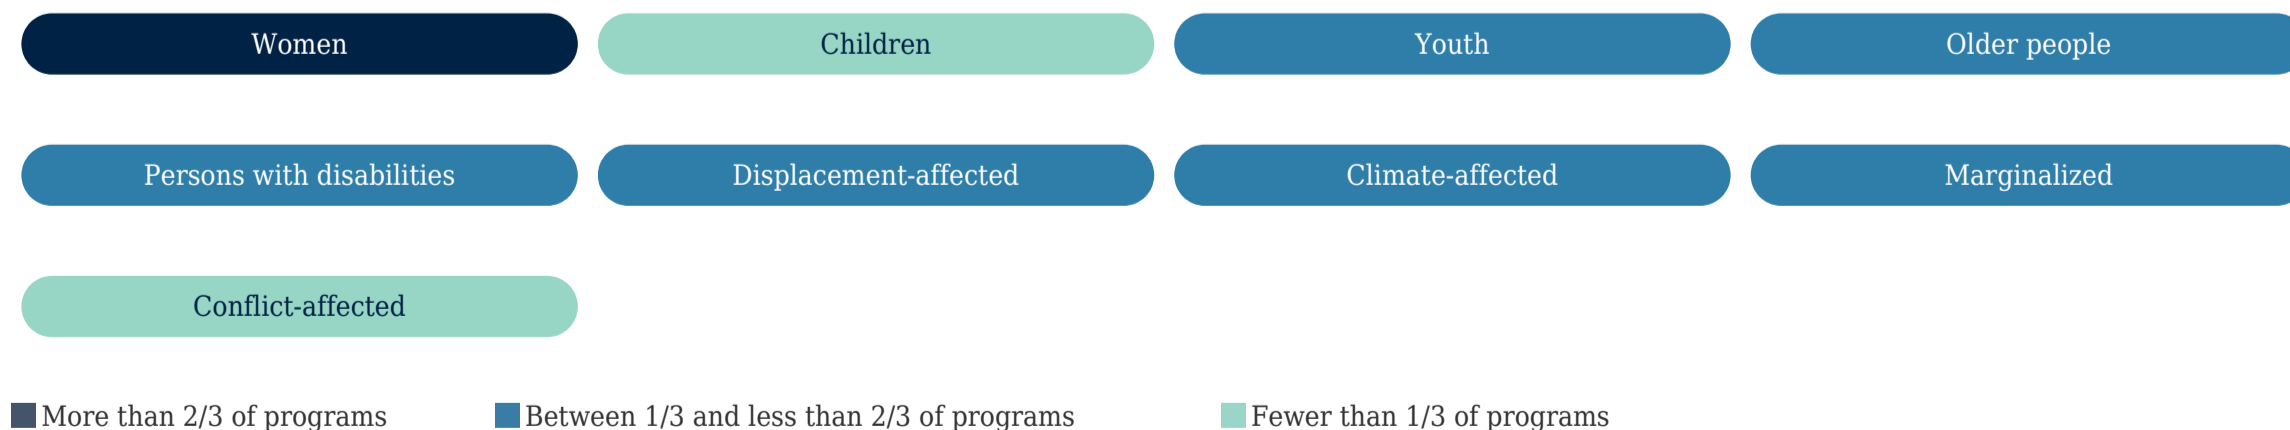 Women
Children
Youth
Older people
Persons with disabilities
Displacement-affected
Climate-affected
Marginalized
Conflict-affected
More than 2/3 of programs
Between 1/3 and less than 2/3 of programs
Fewer than 1/3 of programs